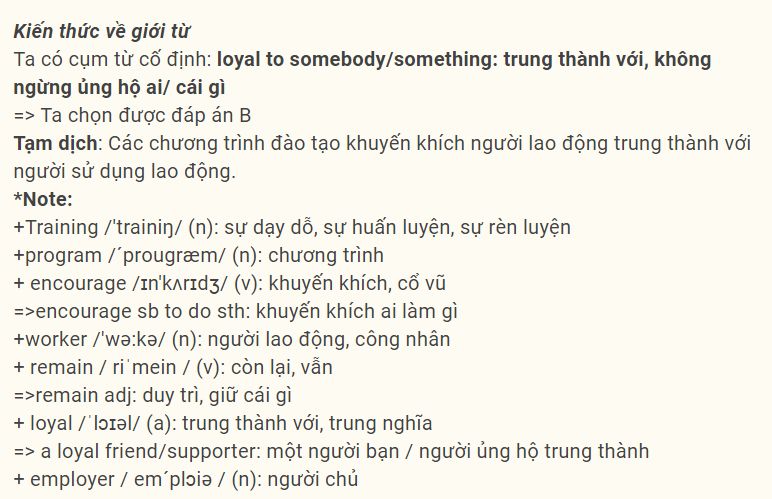 Kiến thức về giới từ
Ta có cụm từ cố định: loyal to somebody/something: trung thành với, không
ngừng ủng hộ ai/ cái gì
=> Ta chọn được đáp án B
Tạm dịch: Các chương trình đào tạo khuyến khích người lao động trung thành với
người sử dụng lao động.
*Note:
+Training /'trainiŋ/ (n): sự dạy dỗ, sự huấn luyện, sự rèn luyện
+program /´prougræm/ (n): chương trình
+ encourage /ɪn'kʌrɪdʒ/ (v): khuyến khích, cổ vũ
=>encourage sb to do sth: khuyến khích ai làm gì
+worker /'wə:kə/ (n): người lao động, công nhân
+ remain / riˈmein / (v): còn lại, vẫn
=>remain adj: duy trì, giữ cái gì
+ loyal /ˈlɔɪəl/ (a): trung thành với, trung nghĩa
=> a loyal friend/supporter: một người bạn / người ủng hộ trung thành
+ employer / em´plɔiə / (n): người chủ